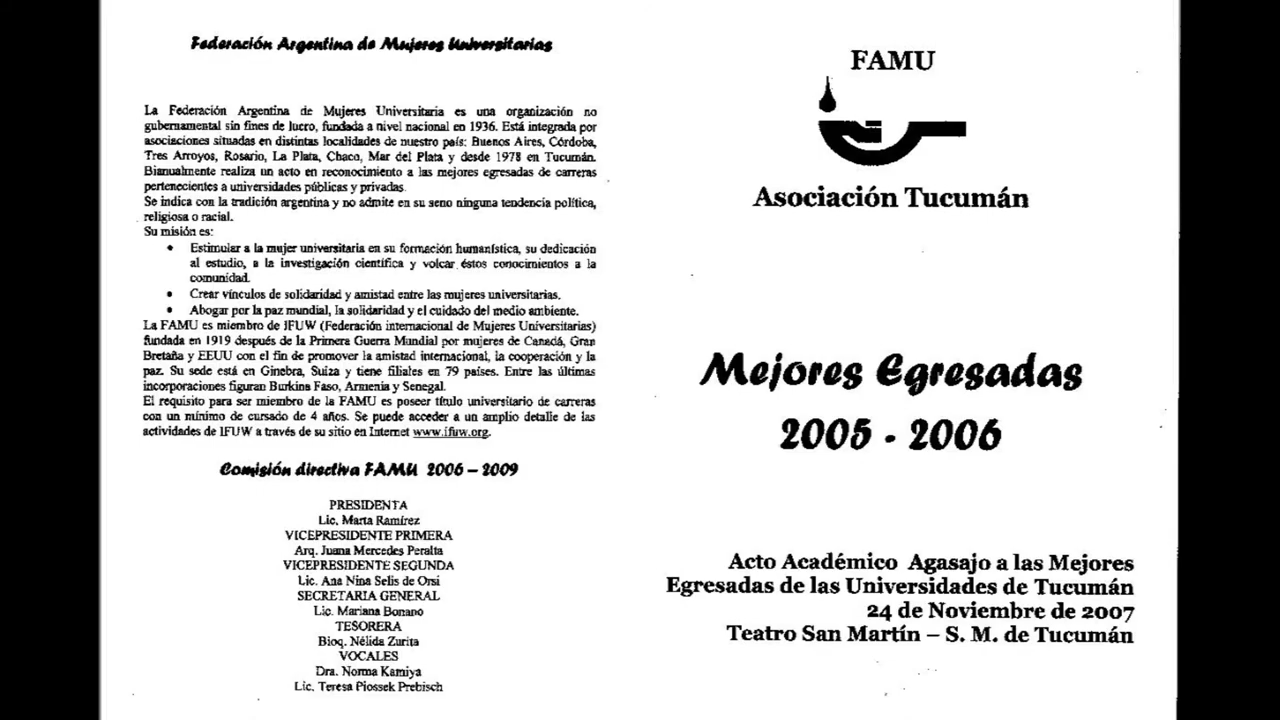 Federación Argentina de Mujeres Universitarias
La Federación Argentina de Mujeres Universitaria es una organización no
gubernamental sin fines de lucro, fundada a nivel nacional en 1936. Está integrada por
asociaciones situadas en distintas localidades de nuestro país: Buenos Aires, Córdoba,
Tres Arroyos, Rosario, La Plata, Chaco, Mar del Plata y desde 1978 en Tucumán.
Bianualmente realiza un acto en reconocimiento a las mejores egresadas de carreras
pertenecientes a universidades públicas y privadas.
Se indica con la tradición argentina y no admite en su seno ninguna tendencia política,
religiosa o racial.
Su misión es:
• Estimular a la mujer universitaria en su formación humanística, su dedicación
al estudio, a la investigación científica y volcar éstos conocimientos a la
comunidad.
• Crear vínculos de solidaridad y amistad entre las mujeres universitarias.
• Abogar por la paz mundial, la solidaridad y el cuidado del medio ambiente.
La FAMU es miembro de IFUW (Federación internacional de Mujeres Universitarias)
fundada en 1919 después de la Primera Guerra Mundial por mujeres de Canadá, Gran
Bretaña y EEUU con el fin de promover la amistad internacional, la cooperación y la
paz. Su sede está en Ginebra, Suiza y tiene filiales en 79 países. Entre las últimas
incorporaciones figuran Burkina Faso, Armenia y Senegal.
El requisito para ser miembro de la FAMU es poseer título universitario de carreras
con un mínimo de cursado de 4 años. Se puede acceder a un amplio detalle de las
actividades de IFUW a través de su sitio en Internet www.ifuw.org.
Comisión directiva FAMU 2006 – 2009
PRESIDENTA
Lic. Marta Ramírez
VICEPRESIDENTE PRIMERA
Arq. Juana Mercedes Peralta
VICEPRESIDENTE SEGUNDA
Lic. Ana Nina Selis de Orsi
SECRETARIA GENERAL
Lic. Mariana Bonano
TESORERA
Bioq. Nélida Zurita
VOCALES
Dra. Norma Kamiya
Lic. Teresa Piossek Prebisch
FAMU
Asociación Tucumán
Mejores Egresadas
2005 - 2006
Acto Académico Agasajo a las Mejores
Egresadas de las Universidades de Tucumán
24 de Noviembre de 2007
Teatro San Martín – S. M. de Tucumán